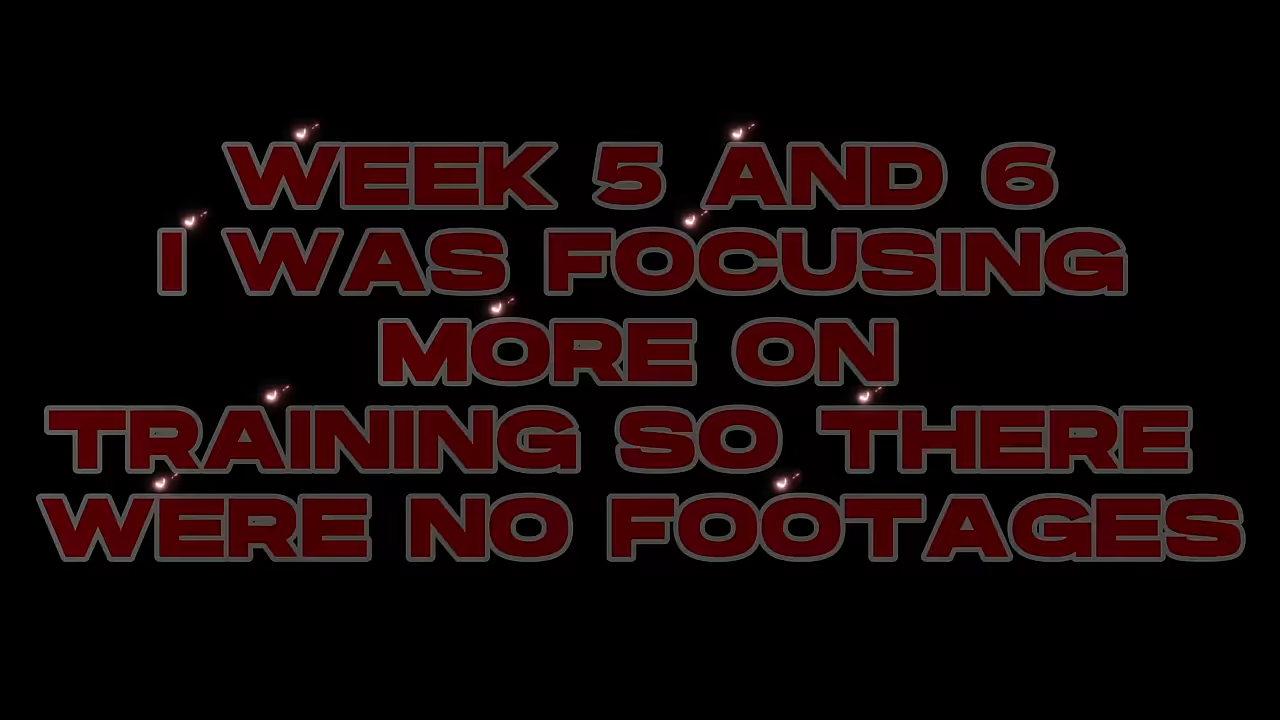 WEEK 5 AND 6
I WAS FOCUSING
MORE ON
TRAINING SO THERE
WERE NO FOOTAGES